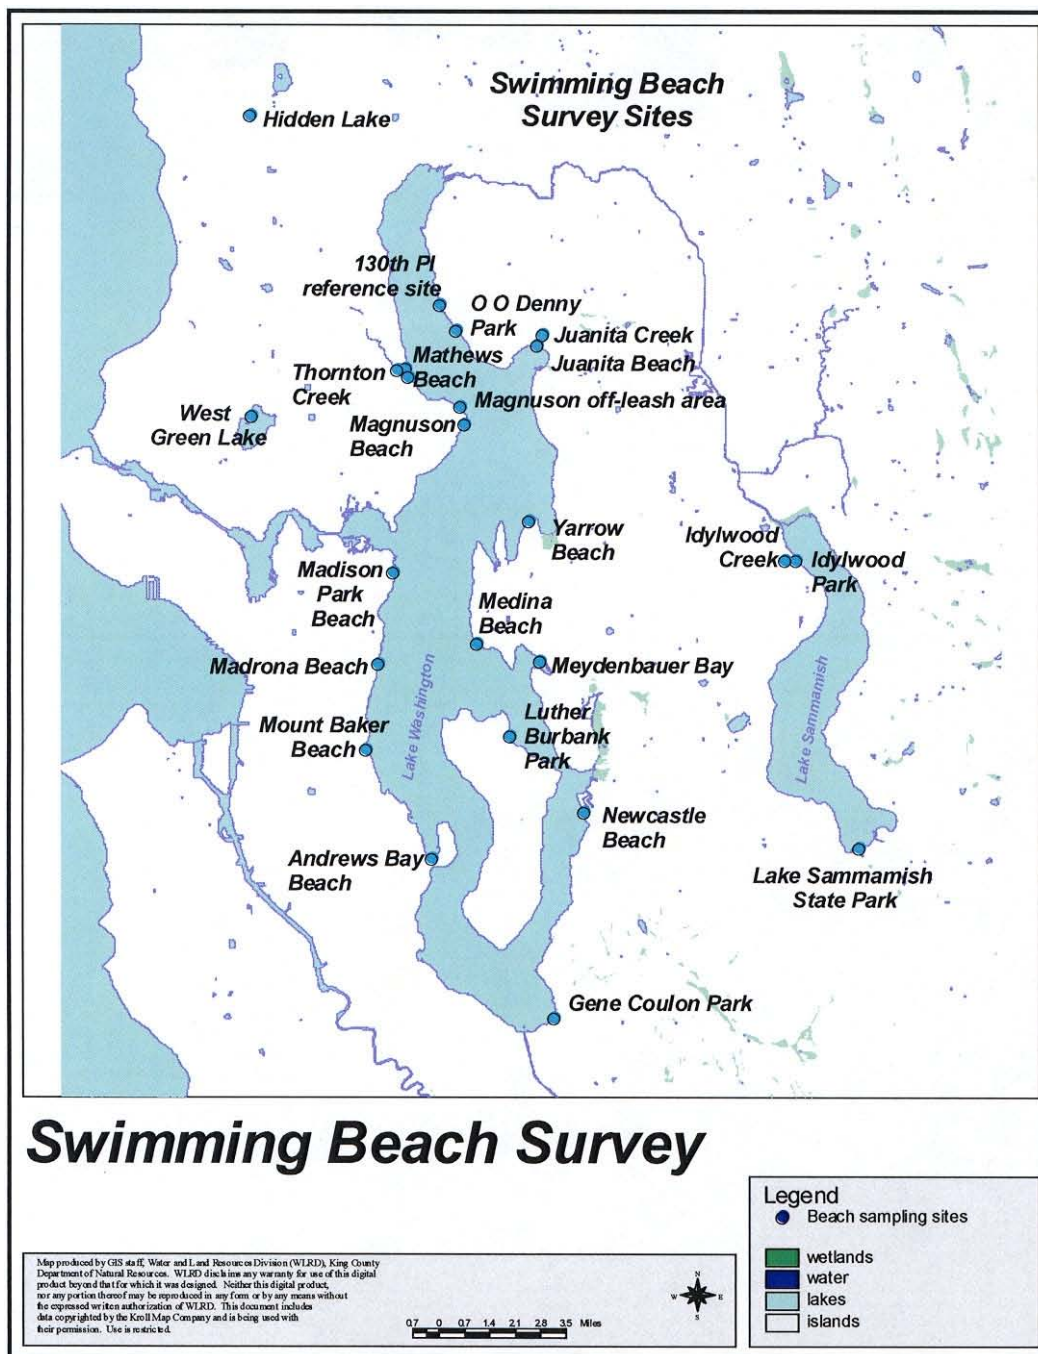 Swimming Beach
Survey Sites
Hidden Lake
130th Pl
reference site
O O Denny
Park
Juanita Creek
Juanita Beach
Mathews
Beach
Thornton
Creek
Magnuson off-leash area
West
Green Lake
Magnuson
Beach
Yarrow
Beach
Idylwood
Creek
Idylwood
Park
Madison
Park
Beach
Medina
Beach
Madrona Beach
Meydenbauer Bay
Mount Baker
Beach
Lake Washington
Luther
Burbank
Park
Lake Sammamish
Newcastle
Beach
Andrews Bay
Beach
Lake Sammamish
State Park
Gene Coulon Park
Swimming Beach Survey
Legend
Beach sampling sites
wetlands
water
lakes
islands
Map produced by GIS staff, Water and Land Resources Division (WLRD), King County
Department of Natural Resources. WLRD disclaims any warranty for use of this digital
product beyond that for which it was designed. Neither this digital product,
nor any portion thereof may be reproduced in any form or by any means without
the expressed written authorization of WLRD. This document includes
data copyrighted by the Kroll Map Company and is being used with
their permission. Use is restricted.
N
W E
S
0.7 0 0.7 1.4 2.1 2.8 3.5 Miles